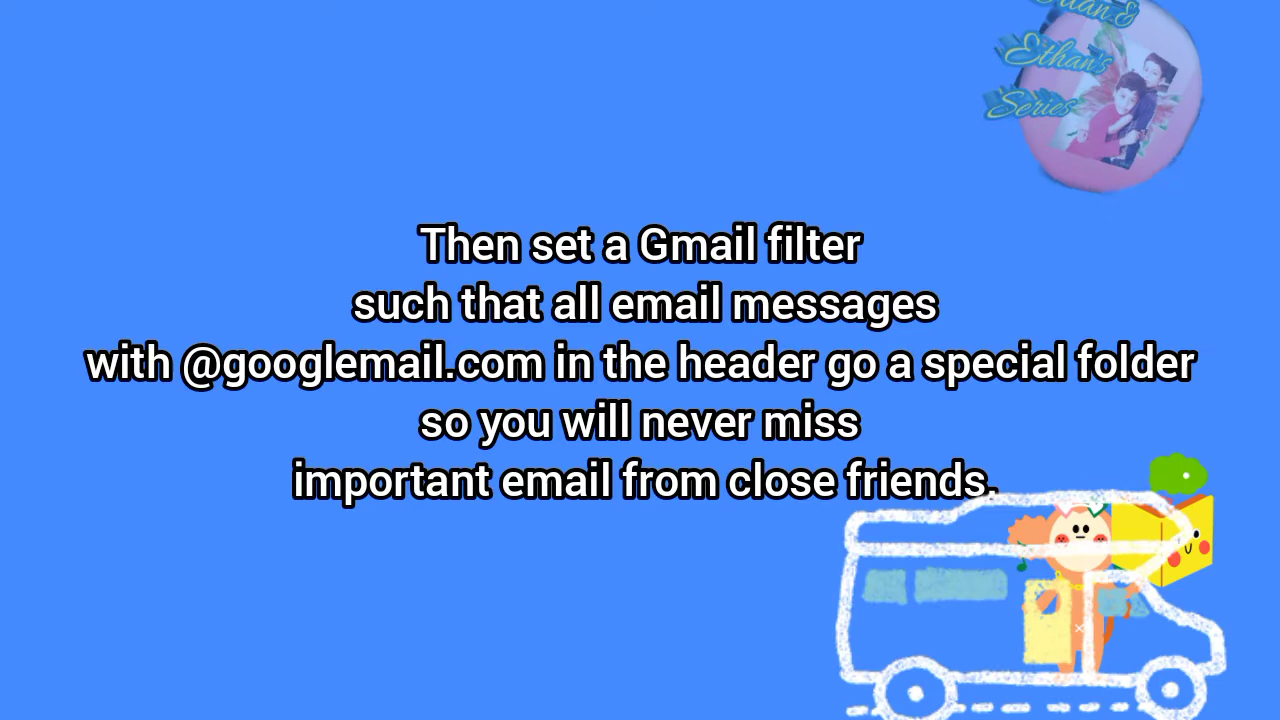 Ethan's
Series
Then set a Gmail filter
such that all email messages
with @googlemail.com in the header go a special folder
so you will never miss
important email from close friends.